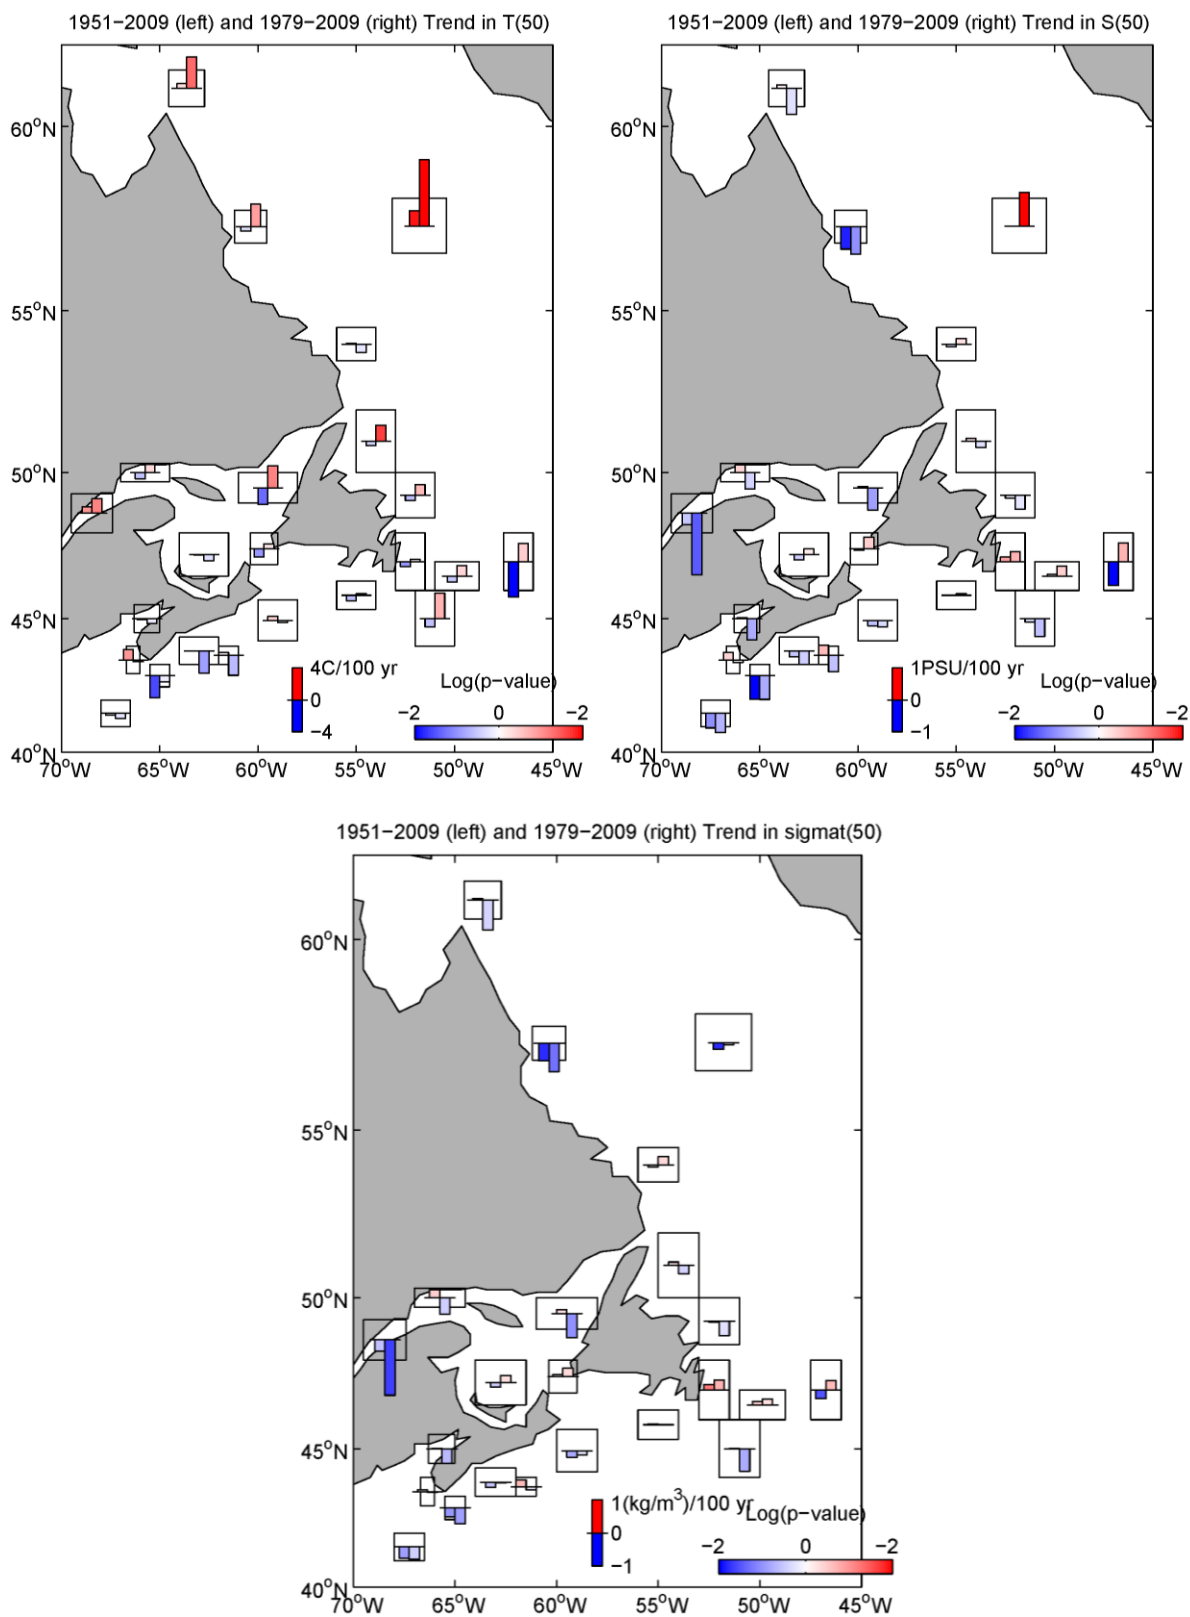 1951−2009 (left) and 1979−2009 (right) Trend in T(50)
60°N
55°N
50°N
45°N
40°N
70°W 65°W 60°W 55°W 50°W 45°W
4C/100 yr
0
−4
Log(p−value)
−2 0 −2
1951−2009 (left) and 1979−2009 (right) Trend in S(50)
60°N
55°N
50°N
45°N
40°N
70°W 65°W 60°W 55°W 50°W 45°W
1PSU/100 yr
0
−1
Log(p−value)
−2 0 −2
1951−2009 (left) and 1979−2009 (right) Trend in sigmat(50)
60°N
55°N
50°N
45°N
40°N
70°W 65°W 60°W 55°W 50°W 45°W
1(kg/m³)/100 yr
0
−1
Log(p−value)
−2 0 −2